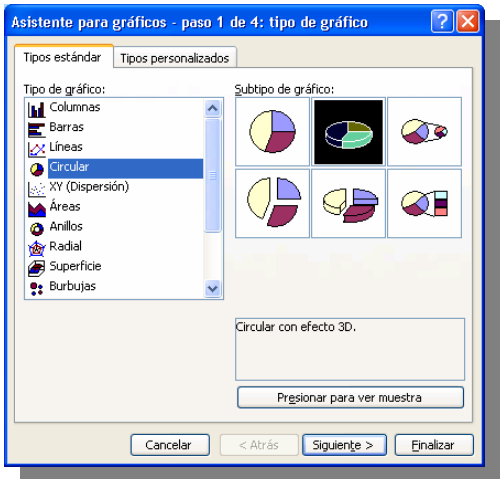 Asistente para gráficos - paso 1 de 4: tipo de gráfico
Tipos estándar
Tipos personalizados
Tipo de gráfico:
Columnas
Barras
Líneas
Circular
XY (Dispersión)
Áreas
Anillos
Radial
Superficie
Burbujas
Subtipo de gráfico:
Circular con efecto 3D.
Presionar para ver muestra
Cancelar
< Atrás
Siguiente >
Finalizar